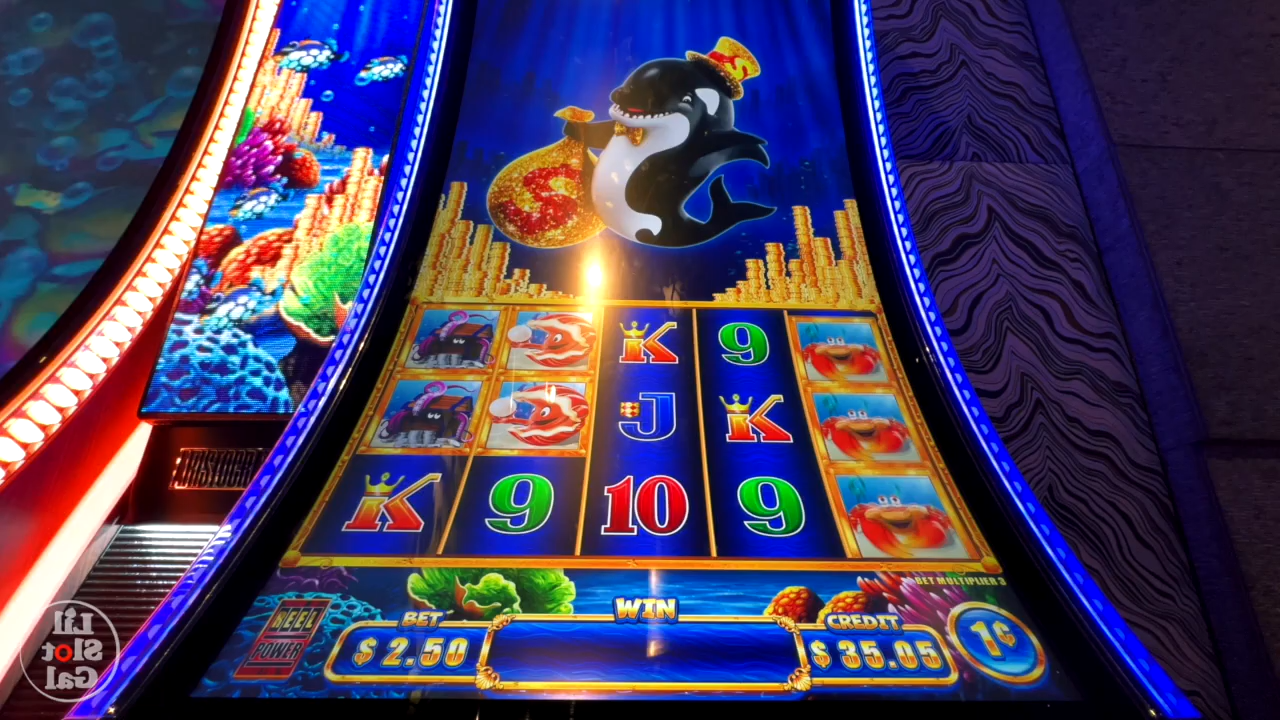 S
S
K 9
J K
K 9 10 9
BET MULTIPLIER 3
REEL POWER
BET
$ 2.50
WIN
CREDIT
$ 35.05
1¢
Lil
Slot
Gal